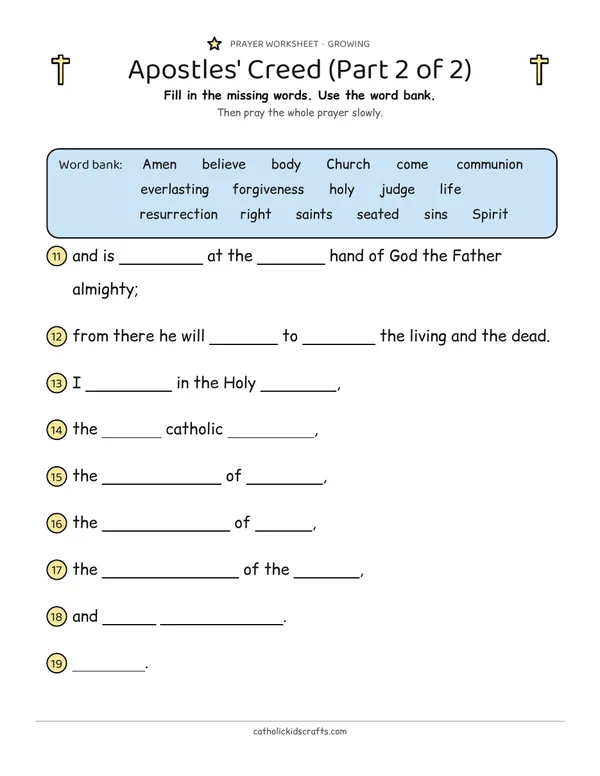 PRAYER WORKSHEET · GROWING
Apostles' Creed (Part 2 of 2)
Fill in the missing words. Use the word bank.
Then pray the whole prayer slowly.
Word bank: Amen believe body Church come communion
everlasting forgiveness holy judge life
resurrection right saints seated sins Spirit
11 and is _________ at the _______ hand of God the Father
almighty;
12 from there he will _______ to ________ the living and the dead.
13 I _________ in the Holy ________,
14 the ______ catholic _________,
15 the _____________ of ________,
16 the ______________ of ______,
17 the _______________ of the _______,
18 and ______ _____________.
19 ________.
catholickidscrafts.com